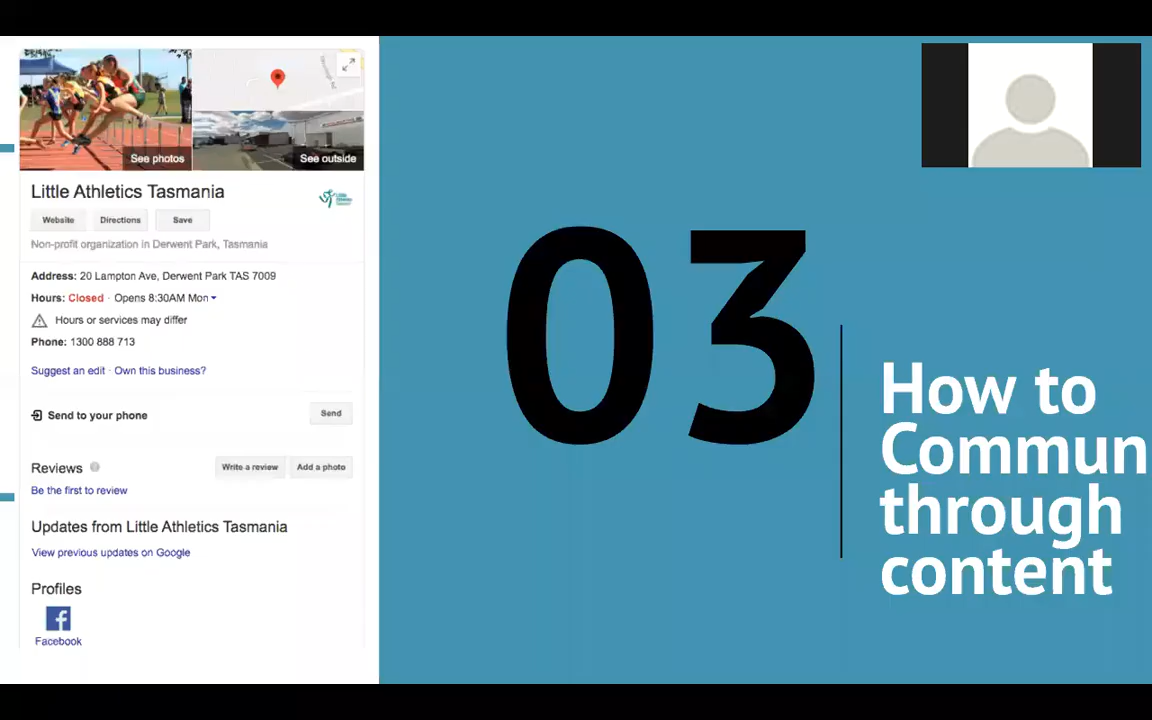 See photos
See outside
Little Athletics Tasmania
Little
Athletics
Website Directions Save
Non-profit organization in Derwent Park, Tasmania
Address: 20 Lampton Ave, Derwent Park TAS 7009
Hours: Closed · Opens 8:30AM Mon
Hours or services may differ
Phone: 1300 888 713
Suggest an edit · Own this business?
Send to your phone Send
Reviews Write a review Add a photo
Be the first to review
Updates from Little Athletics Tasmania
View previous updates on Google
Profiles
f
Facebook
03
How to
Commun
through
content